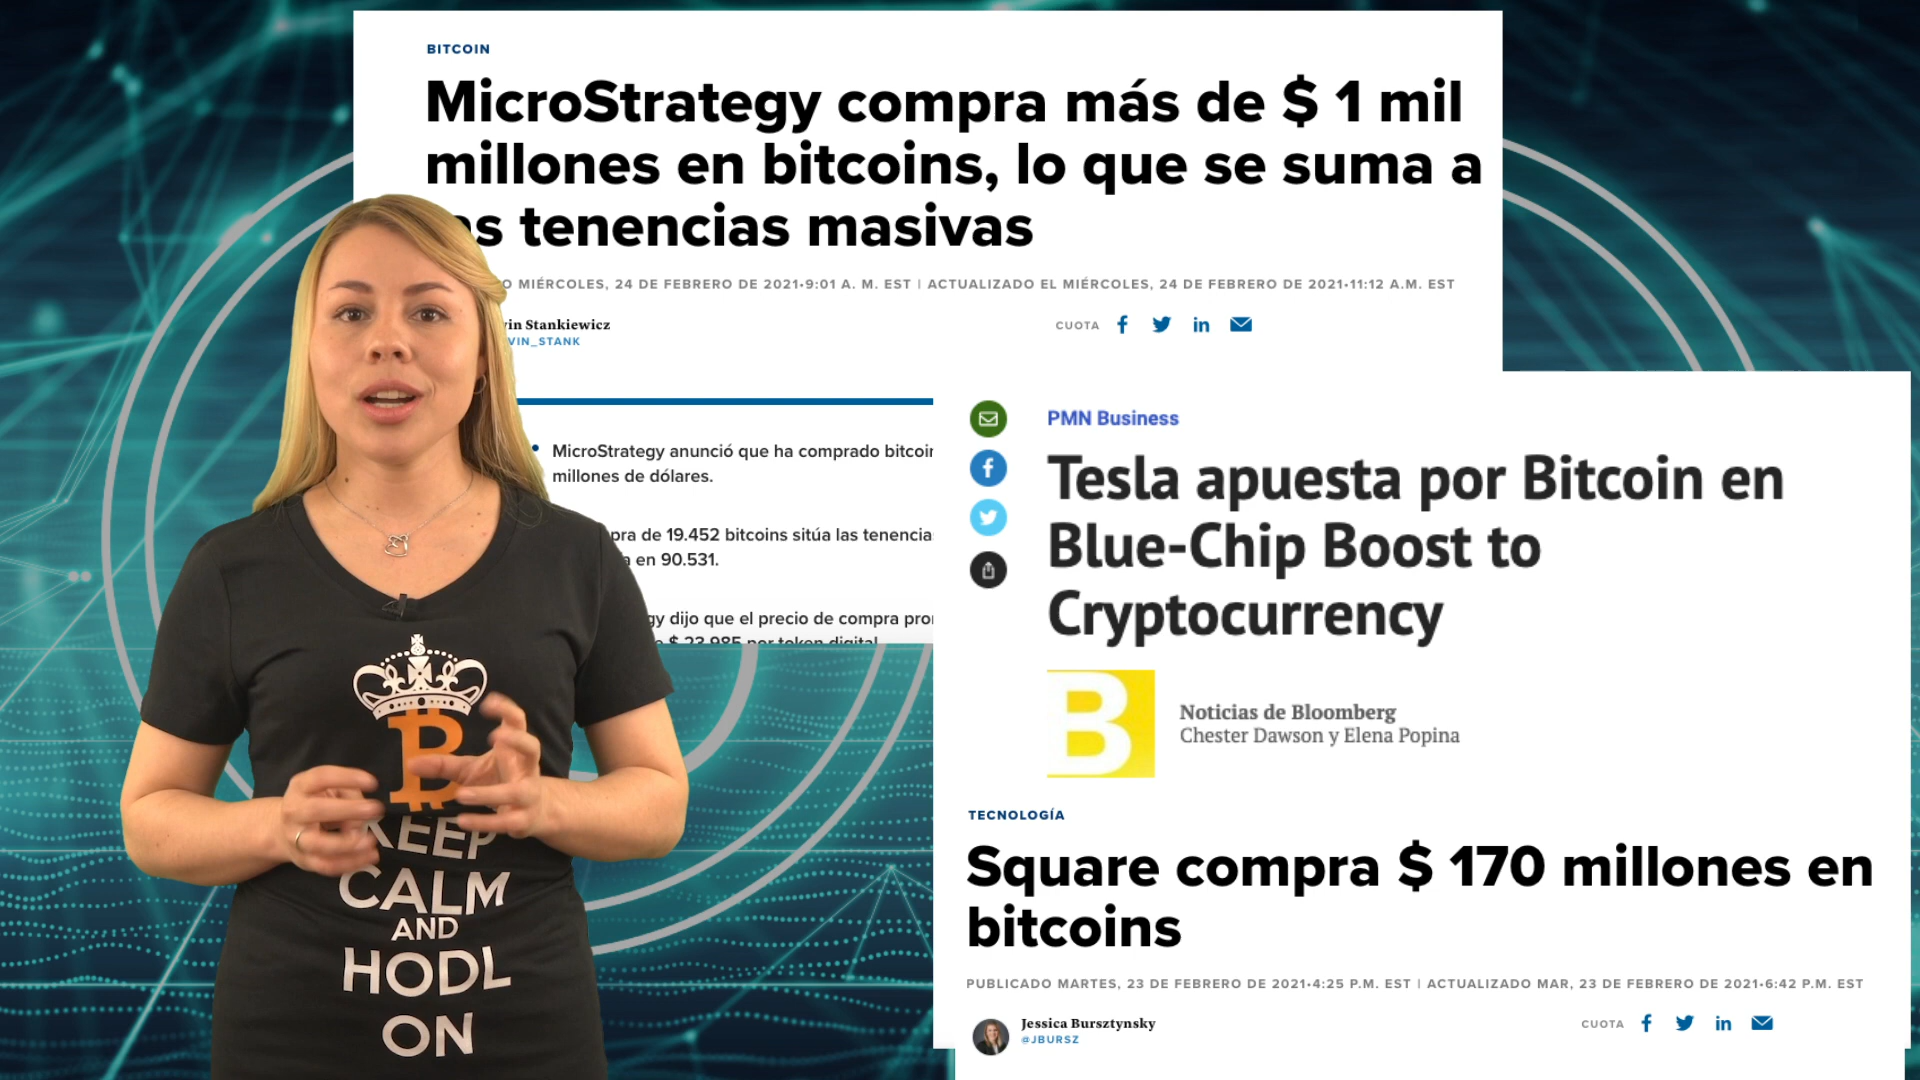 BITCOIN
MicroStrategy compra más de $ 1 mil
millones en bitcoins, lo que se suma a
tenencias masivas
MIÉRCOLES, 24 DE FEBRERO DE 2021•9:01 A. M. EST | ACTUALIZADO EL MIÉRCOLES, 24 DE FEBRERO DE 2021•11:12 A.M. EST
Stankiewicz
VIN_STANK
CUOTA
MicroStrategy anunció que ha comprado
millones de dólares.
de 19.452 bitcoins sitúa las
en 90.531.
dijo que el precio de compra
$ 23.985 por token digital
PMN Business
Tesla apuesta por Bitcoin en
Blue-Chip Boost to
Cryptocurrency
B
Noticias de Bloomberg
Chester Dawson y Elena Popina
TECNOLOGÍA
Square compra $ 170 millones en
bitcoins
PUBLICADO MARTES, 23 DE FEBRERO DE 2021•4:25 P.M. EST | ACTUALIZADO MAR, 23 DE FEBRERO DE 2021•6:42 P.M. EST
Jessica Bursztynsky
@JBURSZ
CUOTA
KEEP
CALM
AND
HODL
ON